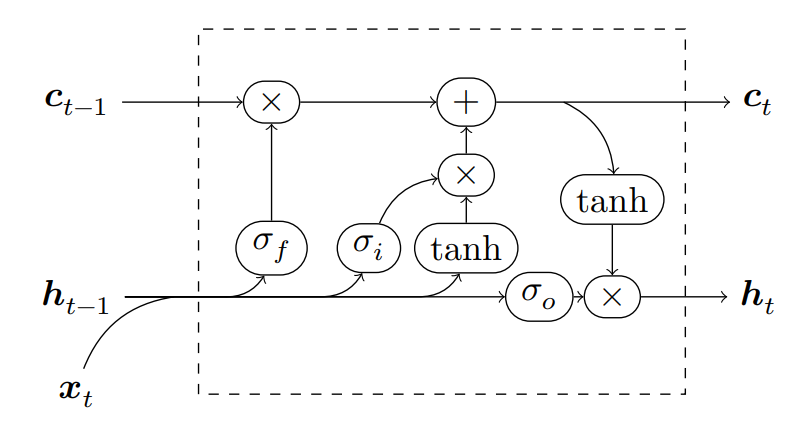 c_{t−1} × + c_t
×
tanh
σ_f σ_i tanh
h_{t−1} σ_o × h_t
x_t